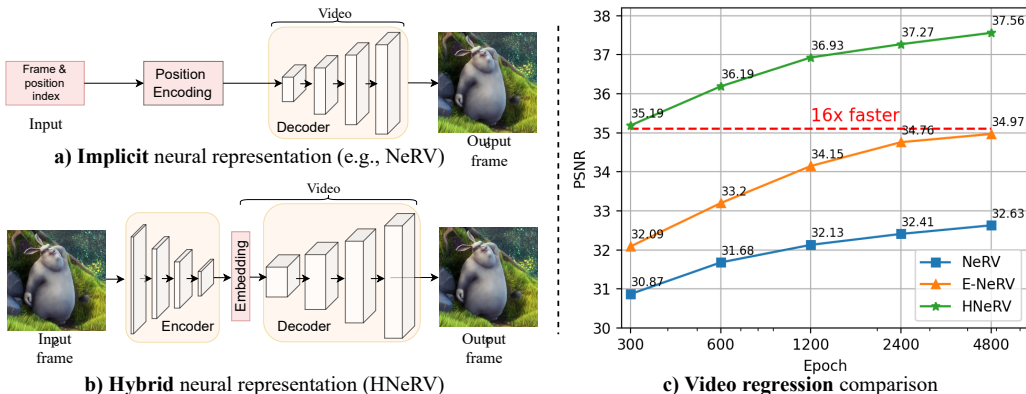 Video
Frame &
position
index
Position
Encoding
Input
Decoder
Output
frame
a) Implicit neural representation (e.g., NeRV)
Video
Embedding
Encoder
Decoder
Input
frame
Output
frame
b) Hybrid neural representation (HNeRV)
38
37
36
35
34
33
32
31
30
PSNR
37.56
37.27
36.93
36.19
35.19
16x faster
34.97
34.76
34.15
33.2
32.09
32.63
32.41
32.13
31.68
30.87
NeRV
E-NeRV
HNeRV
300 600 1200 2400 4800
Epoch
c) Video regression comparison